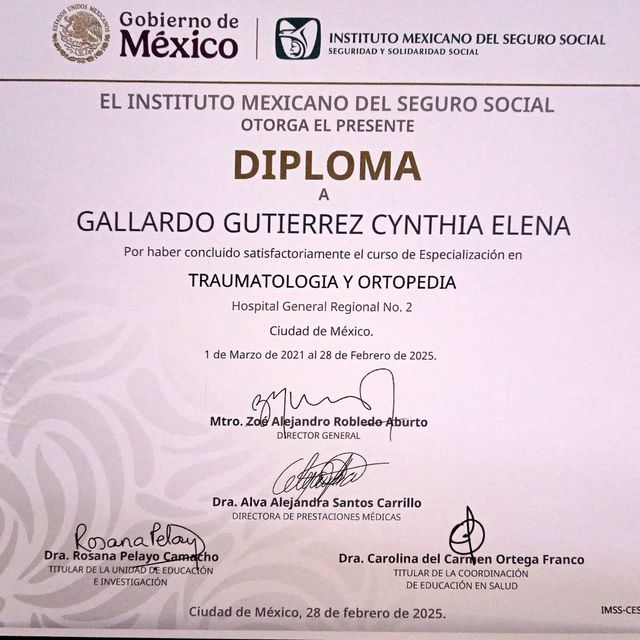 ESTADOS UNIDOS MEXICANOS
Gobierno de
México
IMSS
INSTITUTO MEXICANO DEL SEGURO SOCIAL
SEGURIDAD Y SOLIDARIDAD SOCIAL
EL INSTITUTO MEXICANO DEL SEGURO SOCIAL
OTORGA EL PRESENTE
DIPLOMA
A
GALLARDO GUTIERREZ CYNTHIA ELENA
Por haber concluido satisfactoriamente el curso de Especialización en
TRAUMATOLOGIA Y ORTOPEDIA
Hospital General Regional No. 2
Ciudad de México.
1 de Marzo de 2021 al 28 de Febrero de 2025.
Mtro. Zoé Alejandro Robledo Aburto
DIRECTOR GENERAL
Dra. Alva Alejandra Santos Carrillo
DIRECTORA DE PRESTACIONES MÉDICAS
Rosana Pelayo
Dra. Rosana Pelayo Camacho
TITULAR DE LA UNIDAD DE EDUCACIÓN
E INVESTIGACIÓN
Dra. Carolina del Carmen Ortega Franco
TITULAR DE LA COORDINACIÓN
DE EDUCACIÓN EN SALUD
Ciudad de México, 28 de febrero de 2025.
IMSS-CES